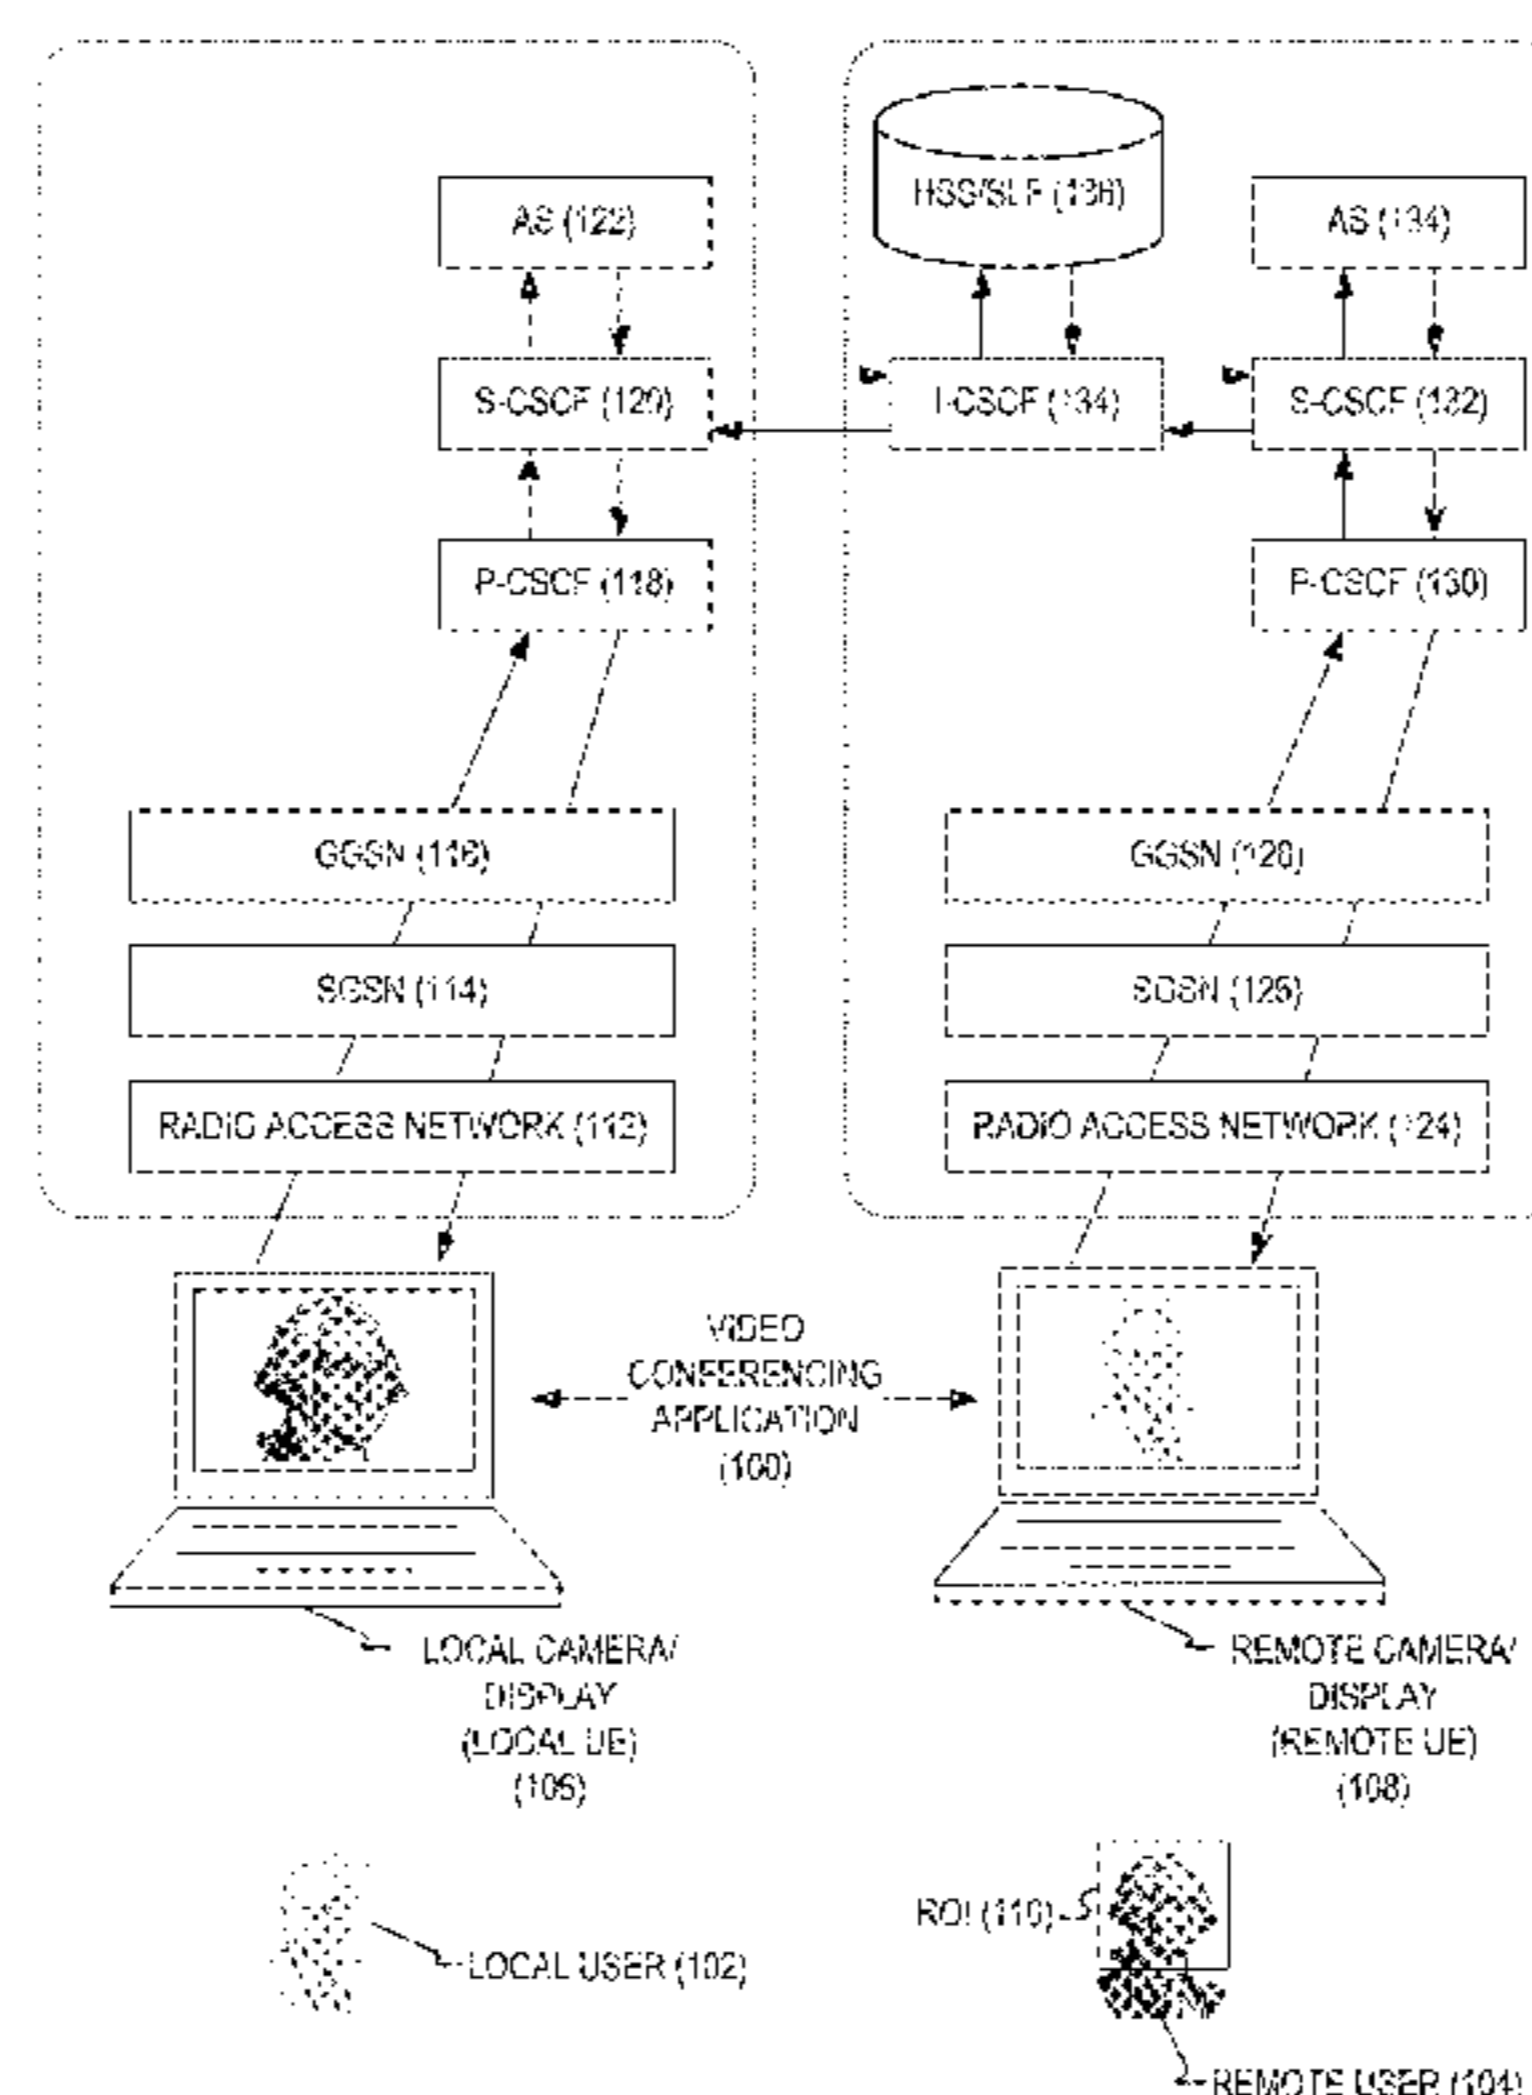 AS (122)
HSS/SLF (136)
AS (134)
S-CSCF (120)
I-CSCF (134)
S-CSCF (132)
P-CSCF (118)
P-CSCF (130)
GGSN (116)
GGSN (128)
SGSN (114)
SGSN (126)
RADIO ACCESS NETWORK (112)
RADIO ACCESS NETWORK (124)
VIDEO
CONFERENCING
APPLICATION
(100)
LOCAL CAMERA/
DISPLAY
(LOCAL UE)
(106)
REMOTE CAMERA/
DISPLAY
(REMOTE UE)
(108)
ROI (110)
LOCAL USER (102)
REMOTE USER (104)